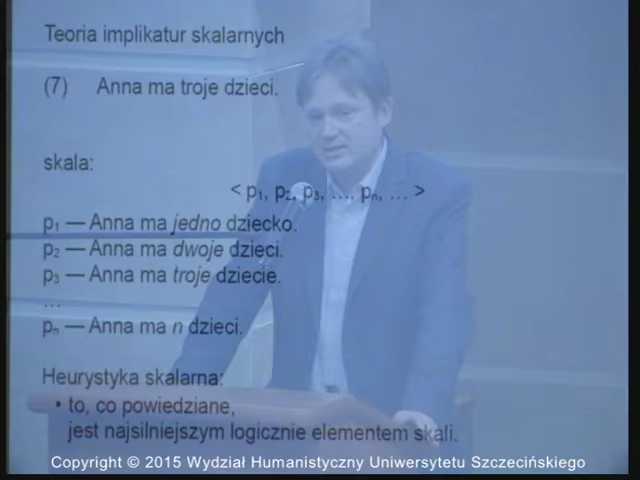 Teoria implikatur skalarnych
(7) Anna ma troje dzieci.
skala:
< p₁, p₂, p₃, .... pₙ, ... >
p₁ — Anna ma jedno dziecko.
p₂ — Anna ma dwoje dzieci.
p₃ — Anna ma troje dziecie.
...
pₙ — Anna ma n dzieci.
Heurystyka skalarna:
• to, co powiedziane,
jest najsilniejszym logicznie elementem skali.
Copyright © 2015 Wydział Humanistyczny Uniwersytetu Szczecińskiego